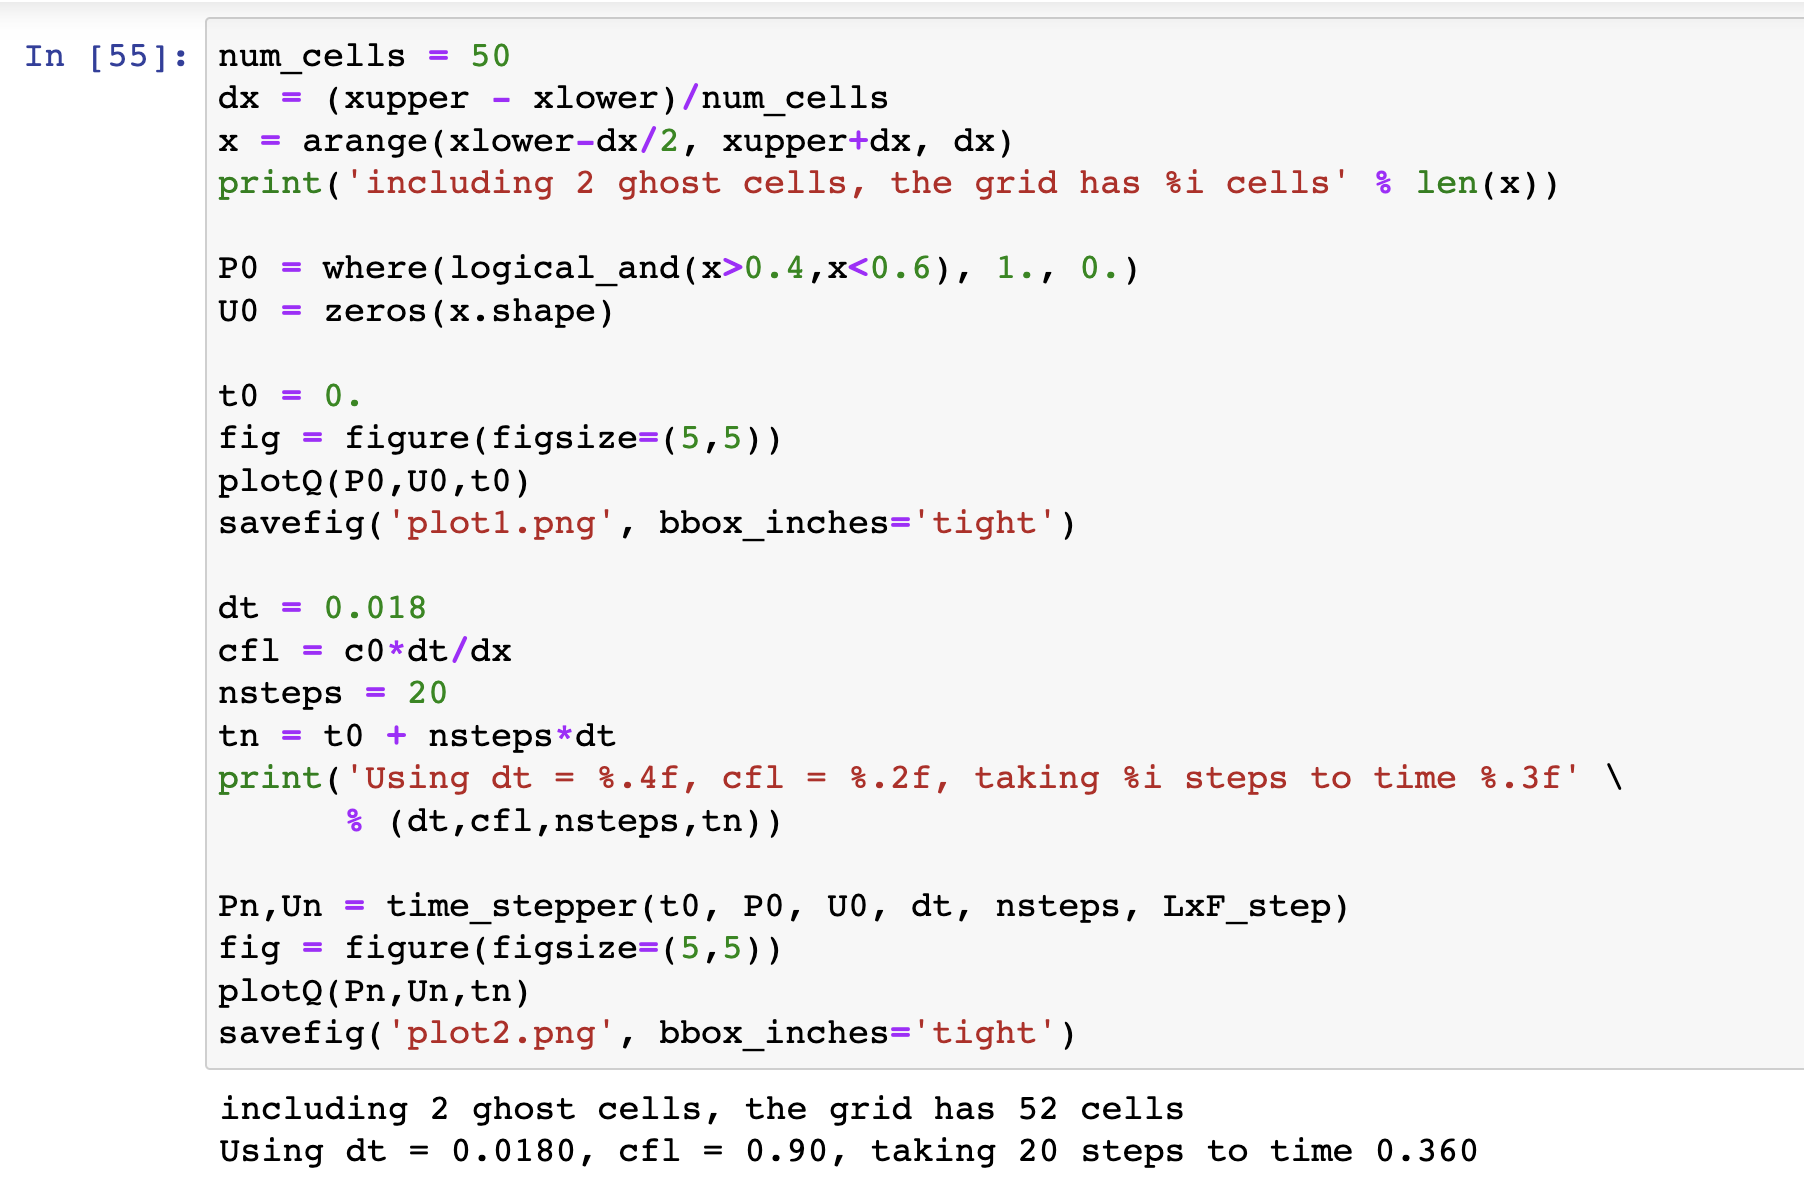 In [55]: num_cells = 50
dx = (xupper - xlower)/num_cells
x = arange(xlower-dx/2, xupper+dx, dx)
print('including 2 ghost cells, the grid has %i cells' % len(x))

P0 = where(logical_and(x>0.4,x<0.6), 1., 0.)
U0 = zeros(x.shape)

t0 = 0.
fig = figure(figsize=(5,5))
plotQ(P0,U0,t0)
savefig('plot1.png', bbox_inches='tight')

dt = 0.018
cfl = c0*dt/dx
nsteps = 20
tn = t0 + nsteps*dt
print('Using dt = %.4f, cfl = %.2f, taking %i steps to time %.3f' \
      % (dt,cfl,nsteps,tn))

Pn,Un = time_stepper(t0, P0, U0, dt, nsteps, LxF_step)
fig = figure(figsize=(5,5))
plotQ(Pn,Un,tn)
savefig('plot2.png', bbox_inches='tight')

including 2 ghost cells, the grid has 52 cells
Using dt = 0.0180, cfl = 0.90, taking 20 steps to time 0.360